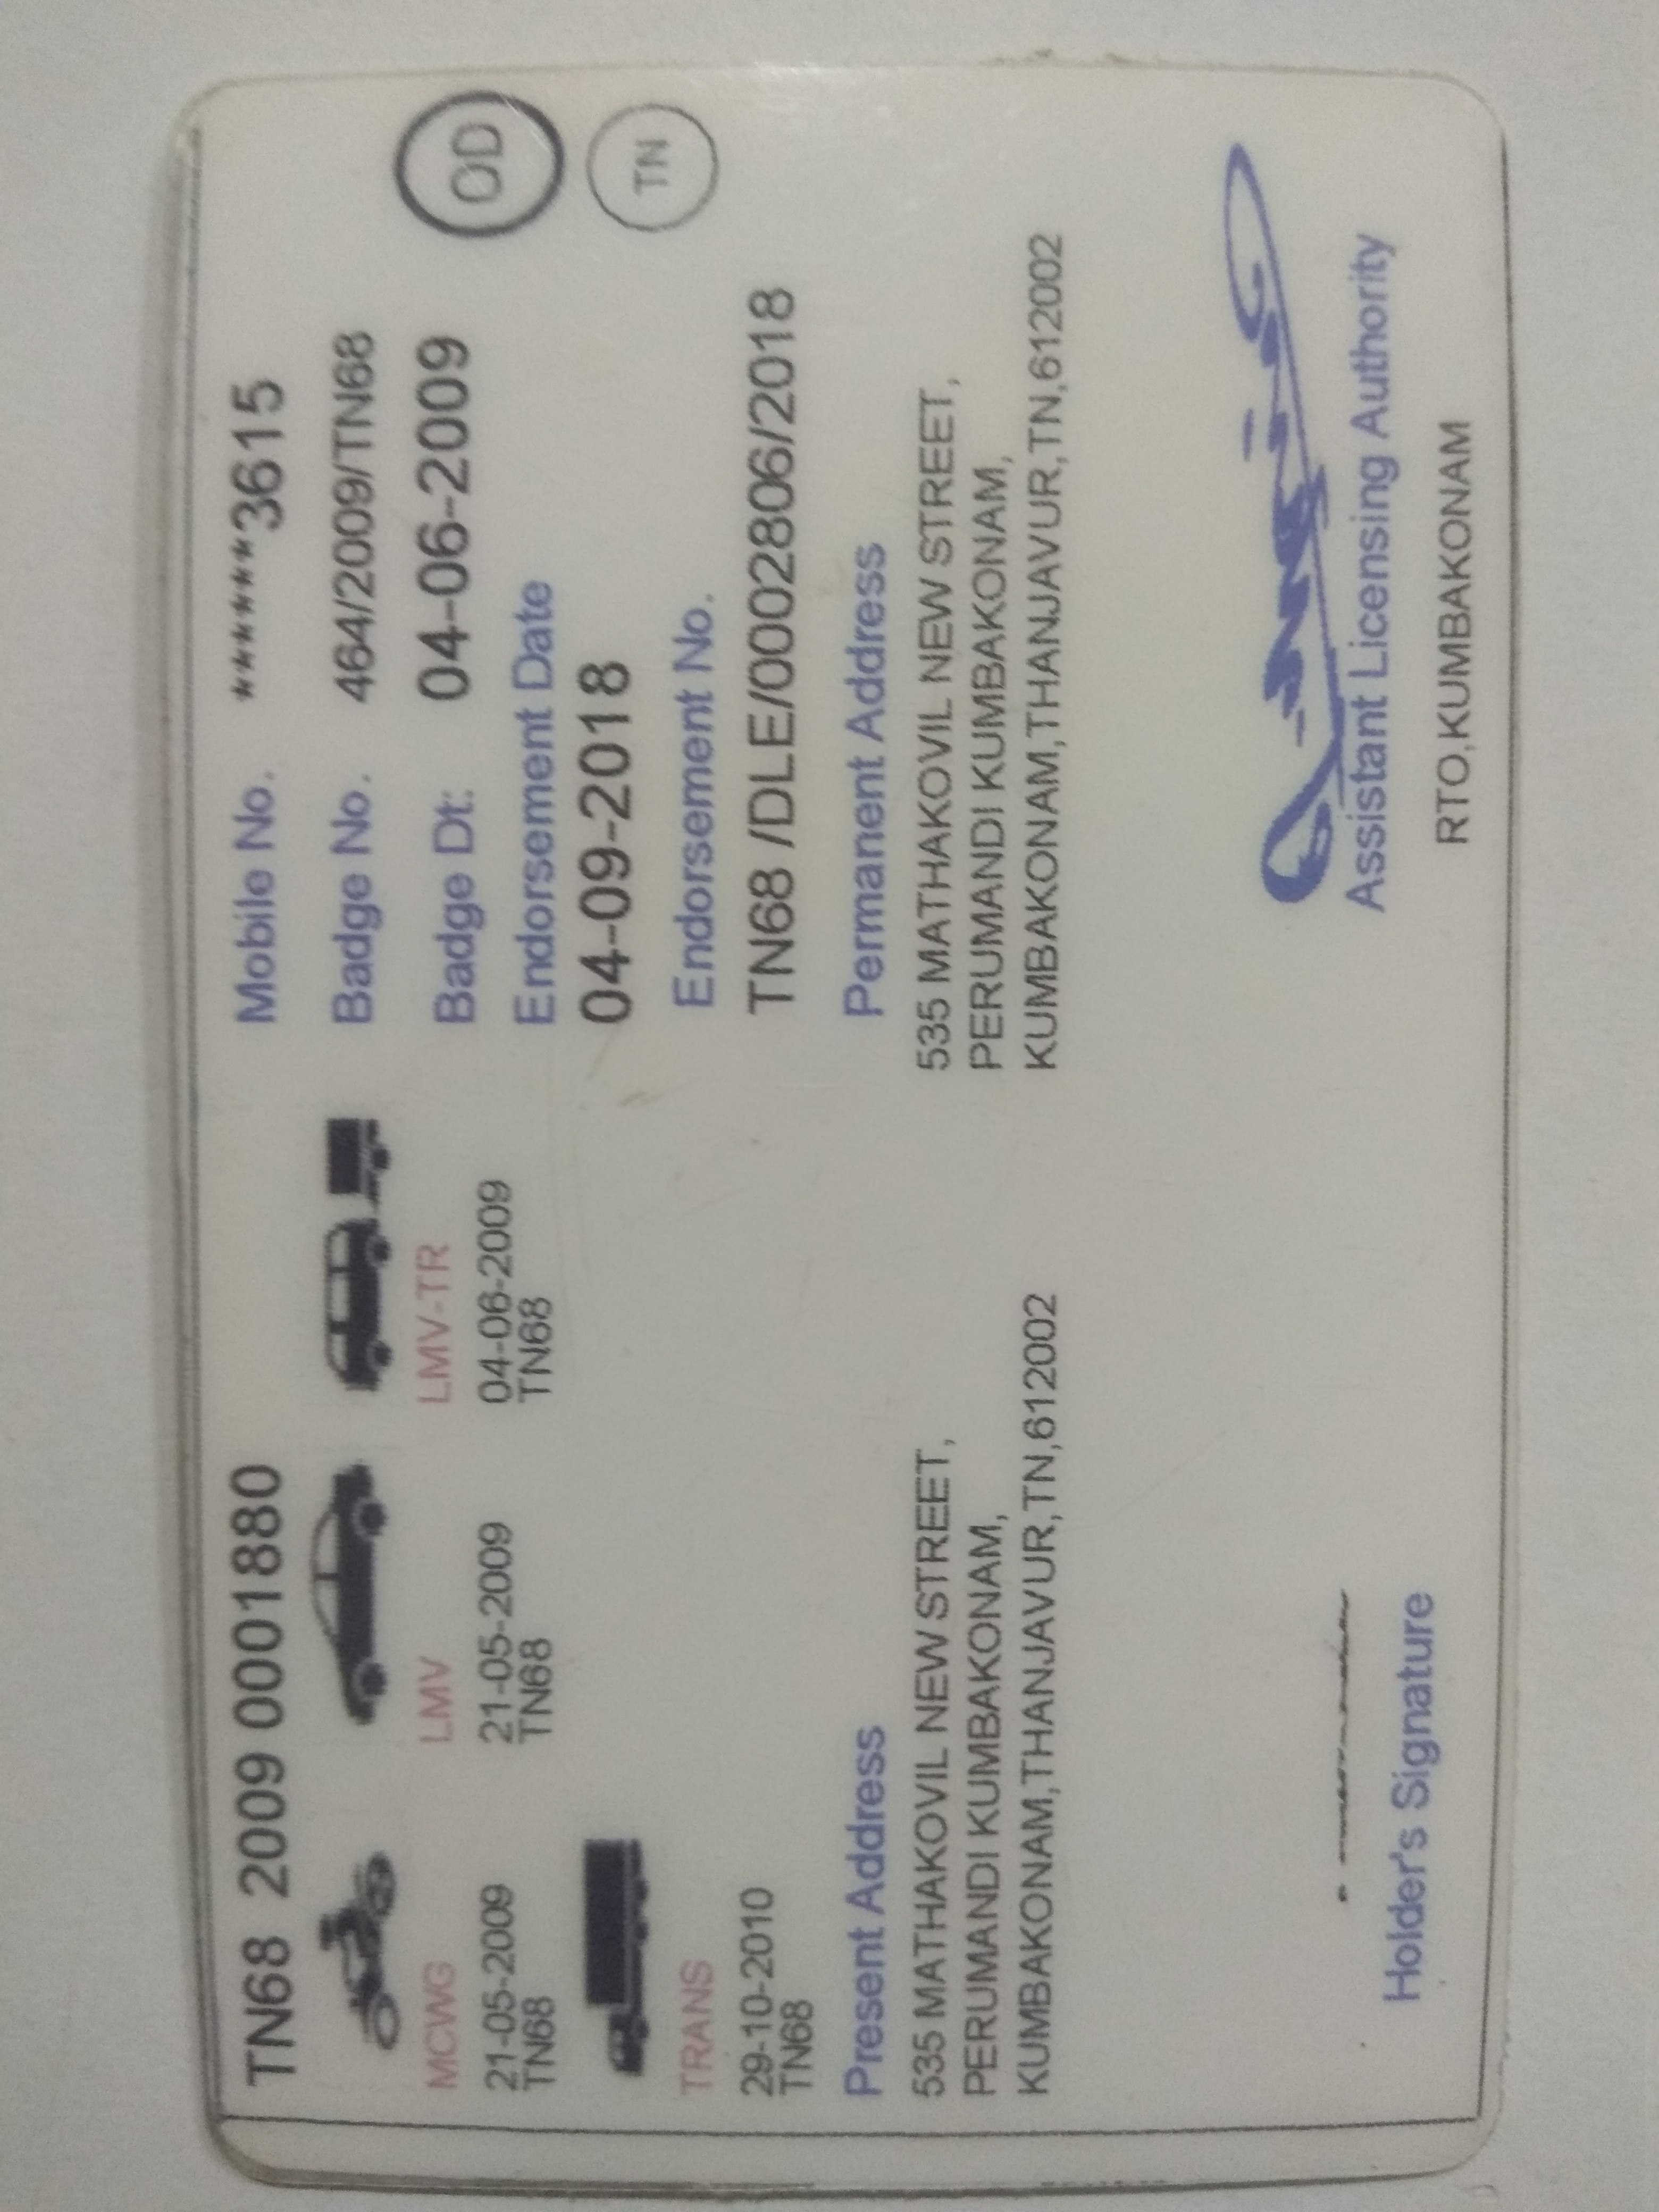 TN68 2009 0001880
MCWG
21-05-2009
TN68
LMV
21-05-2009
TN68
LMV-TR
04-06-2009
TN68
TRANS
29-10-2010
TN68
Mobile No. ******3615
Badge No. 464/2009/TN68
Badge Dt: 04-06-2009
Endorsement Date
04-09-2018
Endorsement No.
TN68 /DLE/0002806/2018
OD
TN
Present Address
535 MATHAKOVIL NEW STREET,
PERUMANDI KUMBAKONAM,
KUMBAKONAM,THANJAVUR,TN,612002
Permanent Address
535 MATHAKOVIL NEW STREET,
PERUMANDI KUMBAKONAM,
KUMBAKONAM,THANJAVUR,TN,612002
Holder's Signature
Assistant Licensing Authority
RTO,KUMBAKONAM